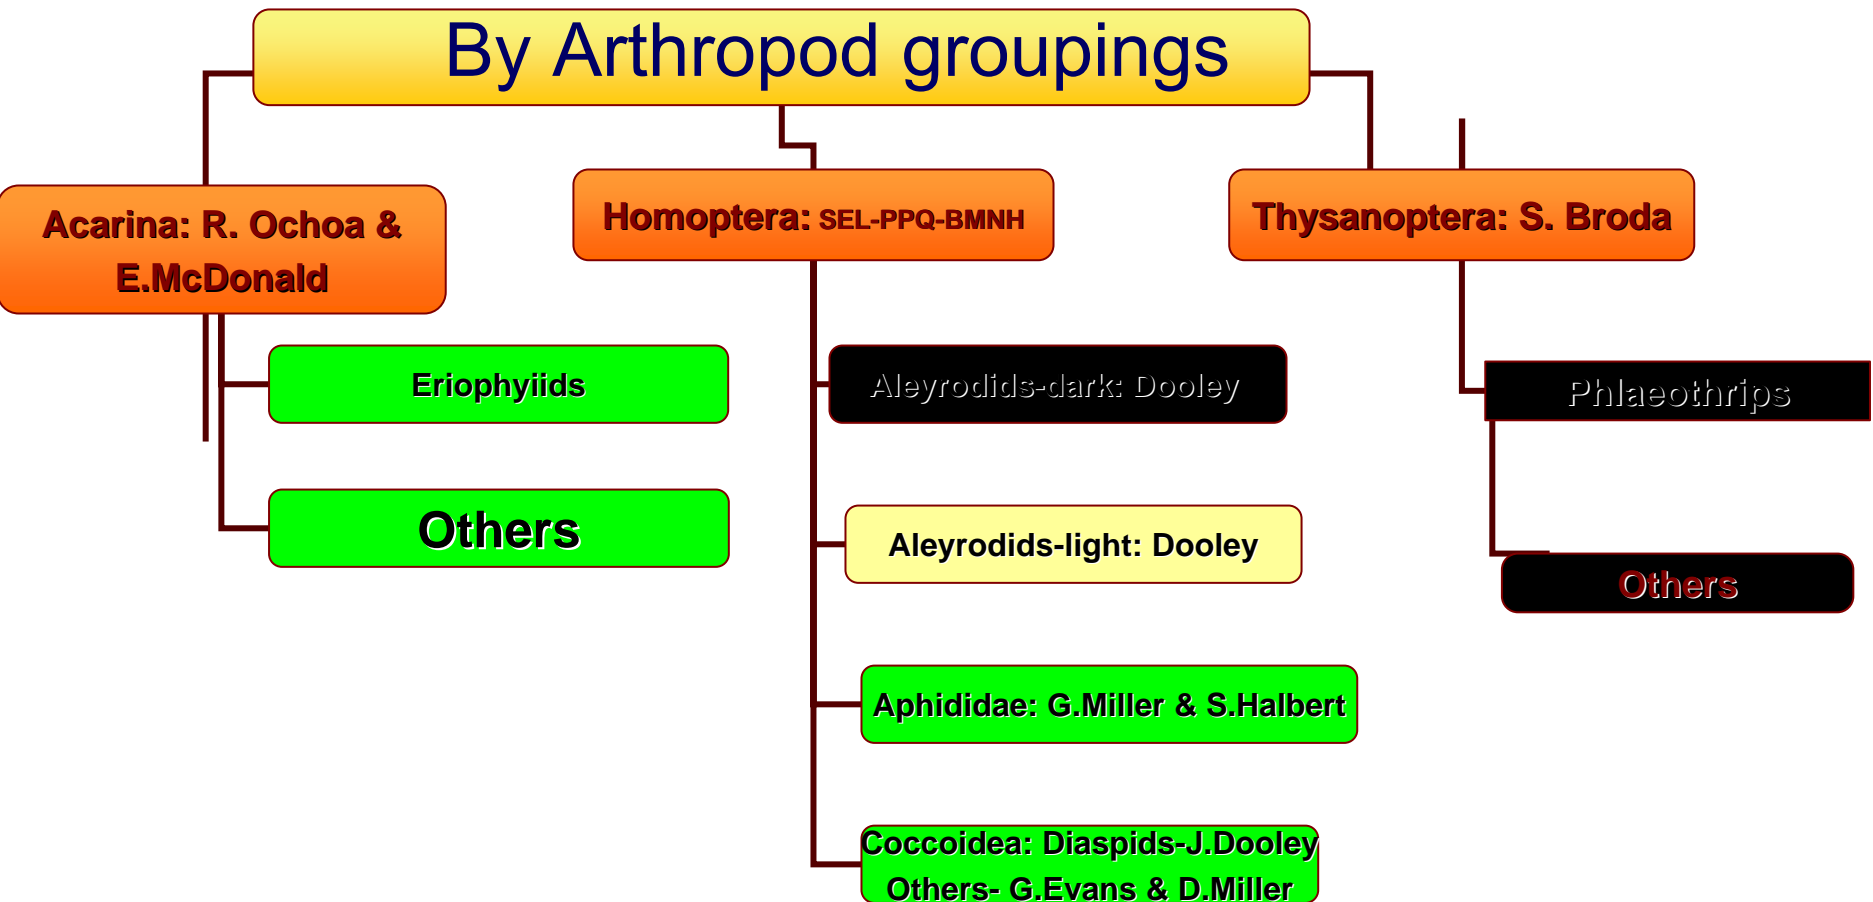 By Arthropod groupings
Acarina: R. Ochoa &
E.McDonald
Homoptera: SEL-PPQ-BMNH
Thysanoptera: S. Broda
Eriophyiids
Others
Aleyrodids-dark: Dooley
Aleyrodids-light: Dooley
Aphididae: G.Miller & S.Halbert
Coccoidea: Diaspids-J.Dooley
Others- G.Evans & D.Miller
Phlaeothrips
Others